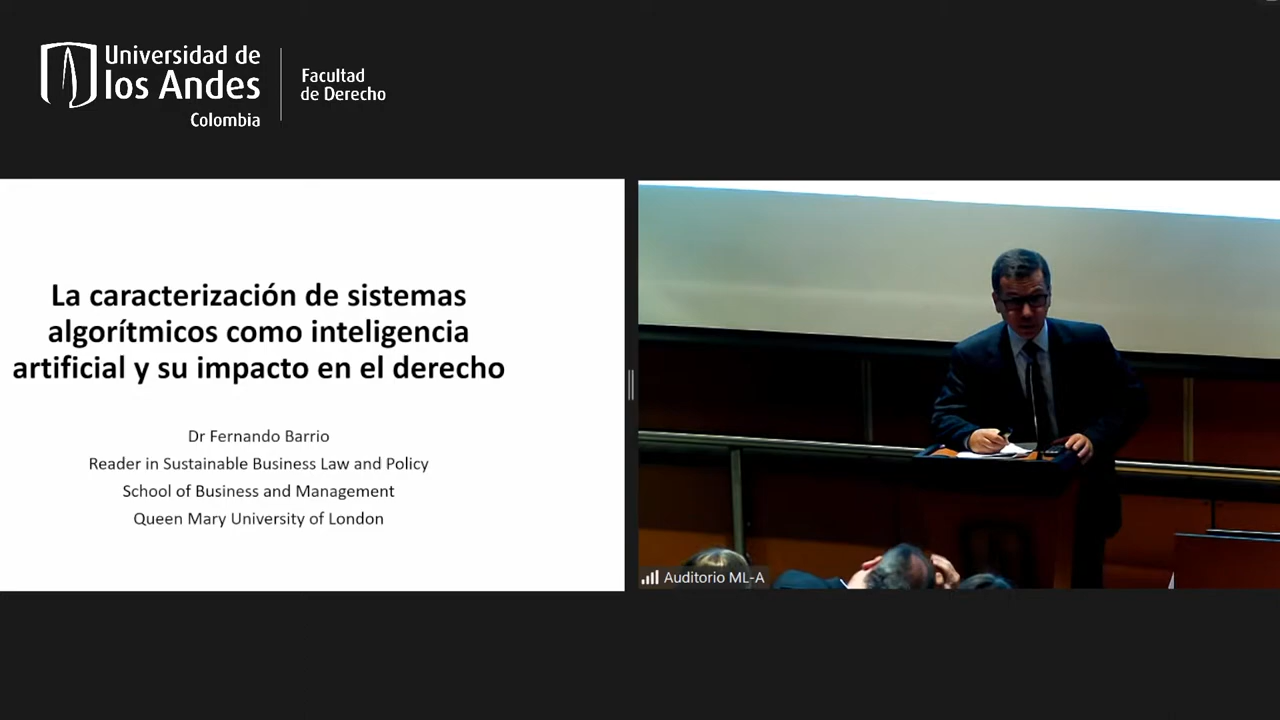 Universidad de
los Andes
Colombia
Facultad
de Derecho
La caracterización de sistemas
algorítmicos como inteligencia
artificial y su impacto en el derecho
Dr Fernando Barrio
Reader in Sustainable Business Law and Policy
School of Business and Management
Queen Mary University of London
Auditorio ML-A